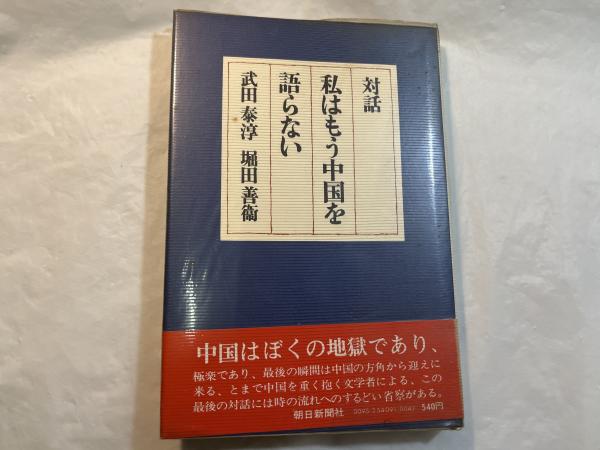 対話
私はもう中国を
語らない
武田泰淳 堀田善衞
中国はぼくの地獄であり、
極楽であり、最後の瞬間は中国の方角から迎えに
来る、とまで中国を重く抱く文学者による、この
最後の対話には時の流れへのするどい省察がある。
朝日新聞社
0095-254091-0042 540円